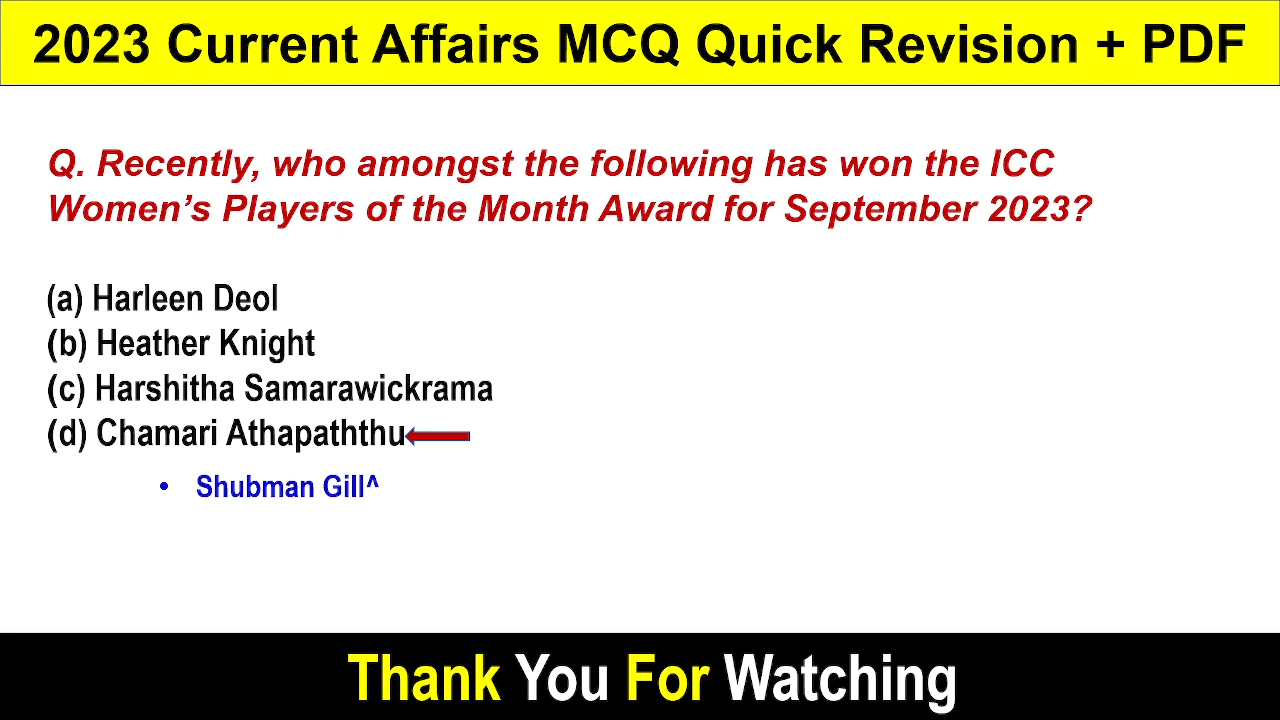 2023 Current Affairs MCQ Quick Revision + PDF
Q. Recently, who amongst the following has won the ICC
Women’s Players of the Month Award for September 2023?
(a) Harleen Deol
(b) Heather Knight
(c) Harshitha Samarawickrama
(d) Chamari Athapaththu
• Shubman Gill^
Thank You For Watching